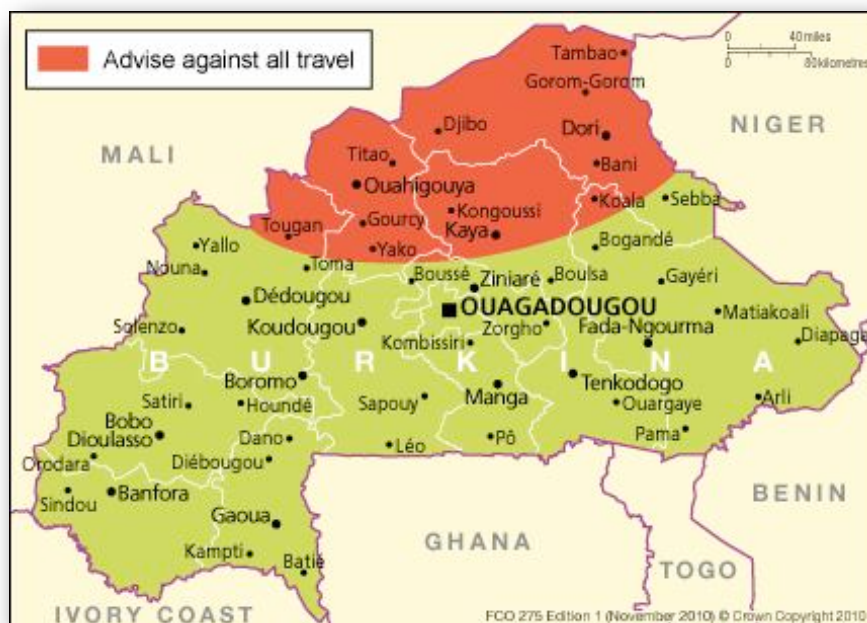 Advise against all travel
0 40 miles
0 80 kilometres
Tambao
Gorom-Gorom
NIGER
Djibo
Dori
MALI
Titao
Bani
Ouahigouya
Koala
Sebba
Gourcy
Kongoussi
Tougan
Kaya
Yako
Bogandé
Yallo
Nouna
Toma
Boussé
Ziniaré
Boulsa
Gayéri
Dédougou
OUAGADOUGOU
Matiakoali
Solenzo
Koudougou
Zorgho
Fada-Ngourma
Diapaga
Kombissiri
BURKINA
Boromo
Manga
Tenkodogo
Satiri
Houndé
Sapouy
Ouargaye
Arli
Bobo
Dioulasso
Dano
Léo
Pô
Pama
Orodara
Diébougou
Sindou
Banfora
BENIN
Gaoua
GHANA
Kampti
Batié
TOGO
IVORY COAST
FCO 275 Edition 1 (November 2010) © Crown Copyright 2010